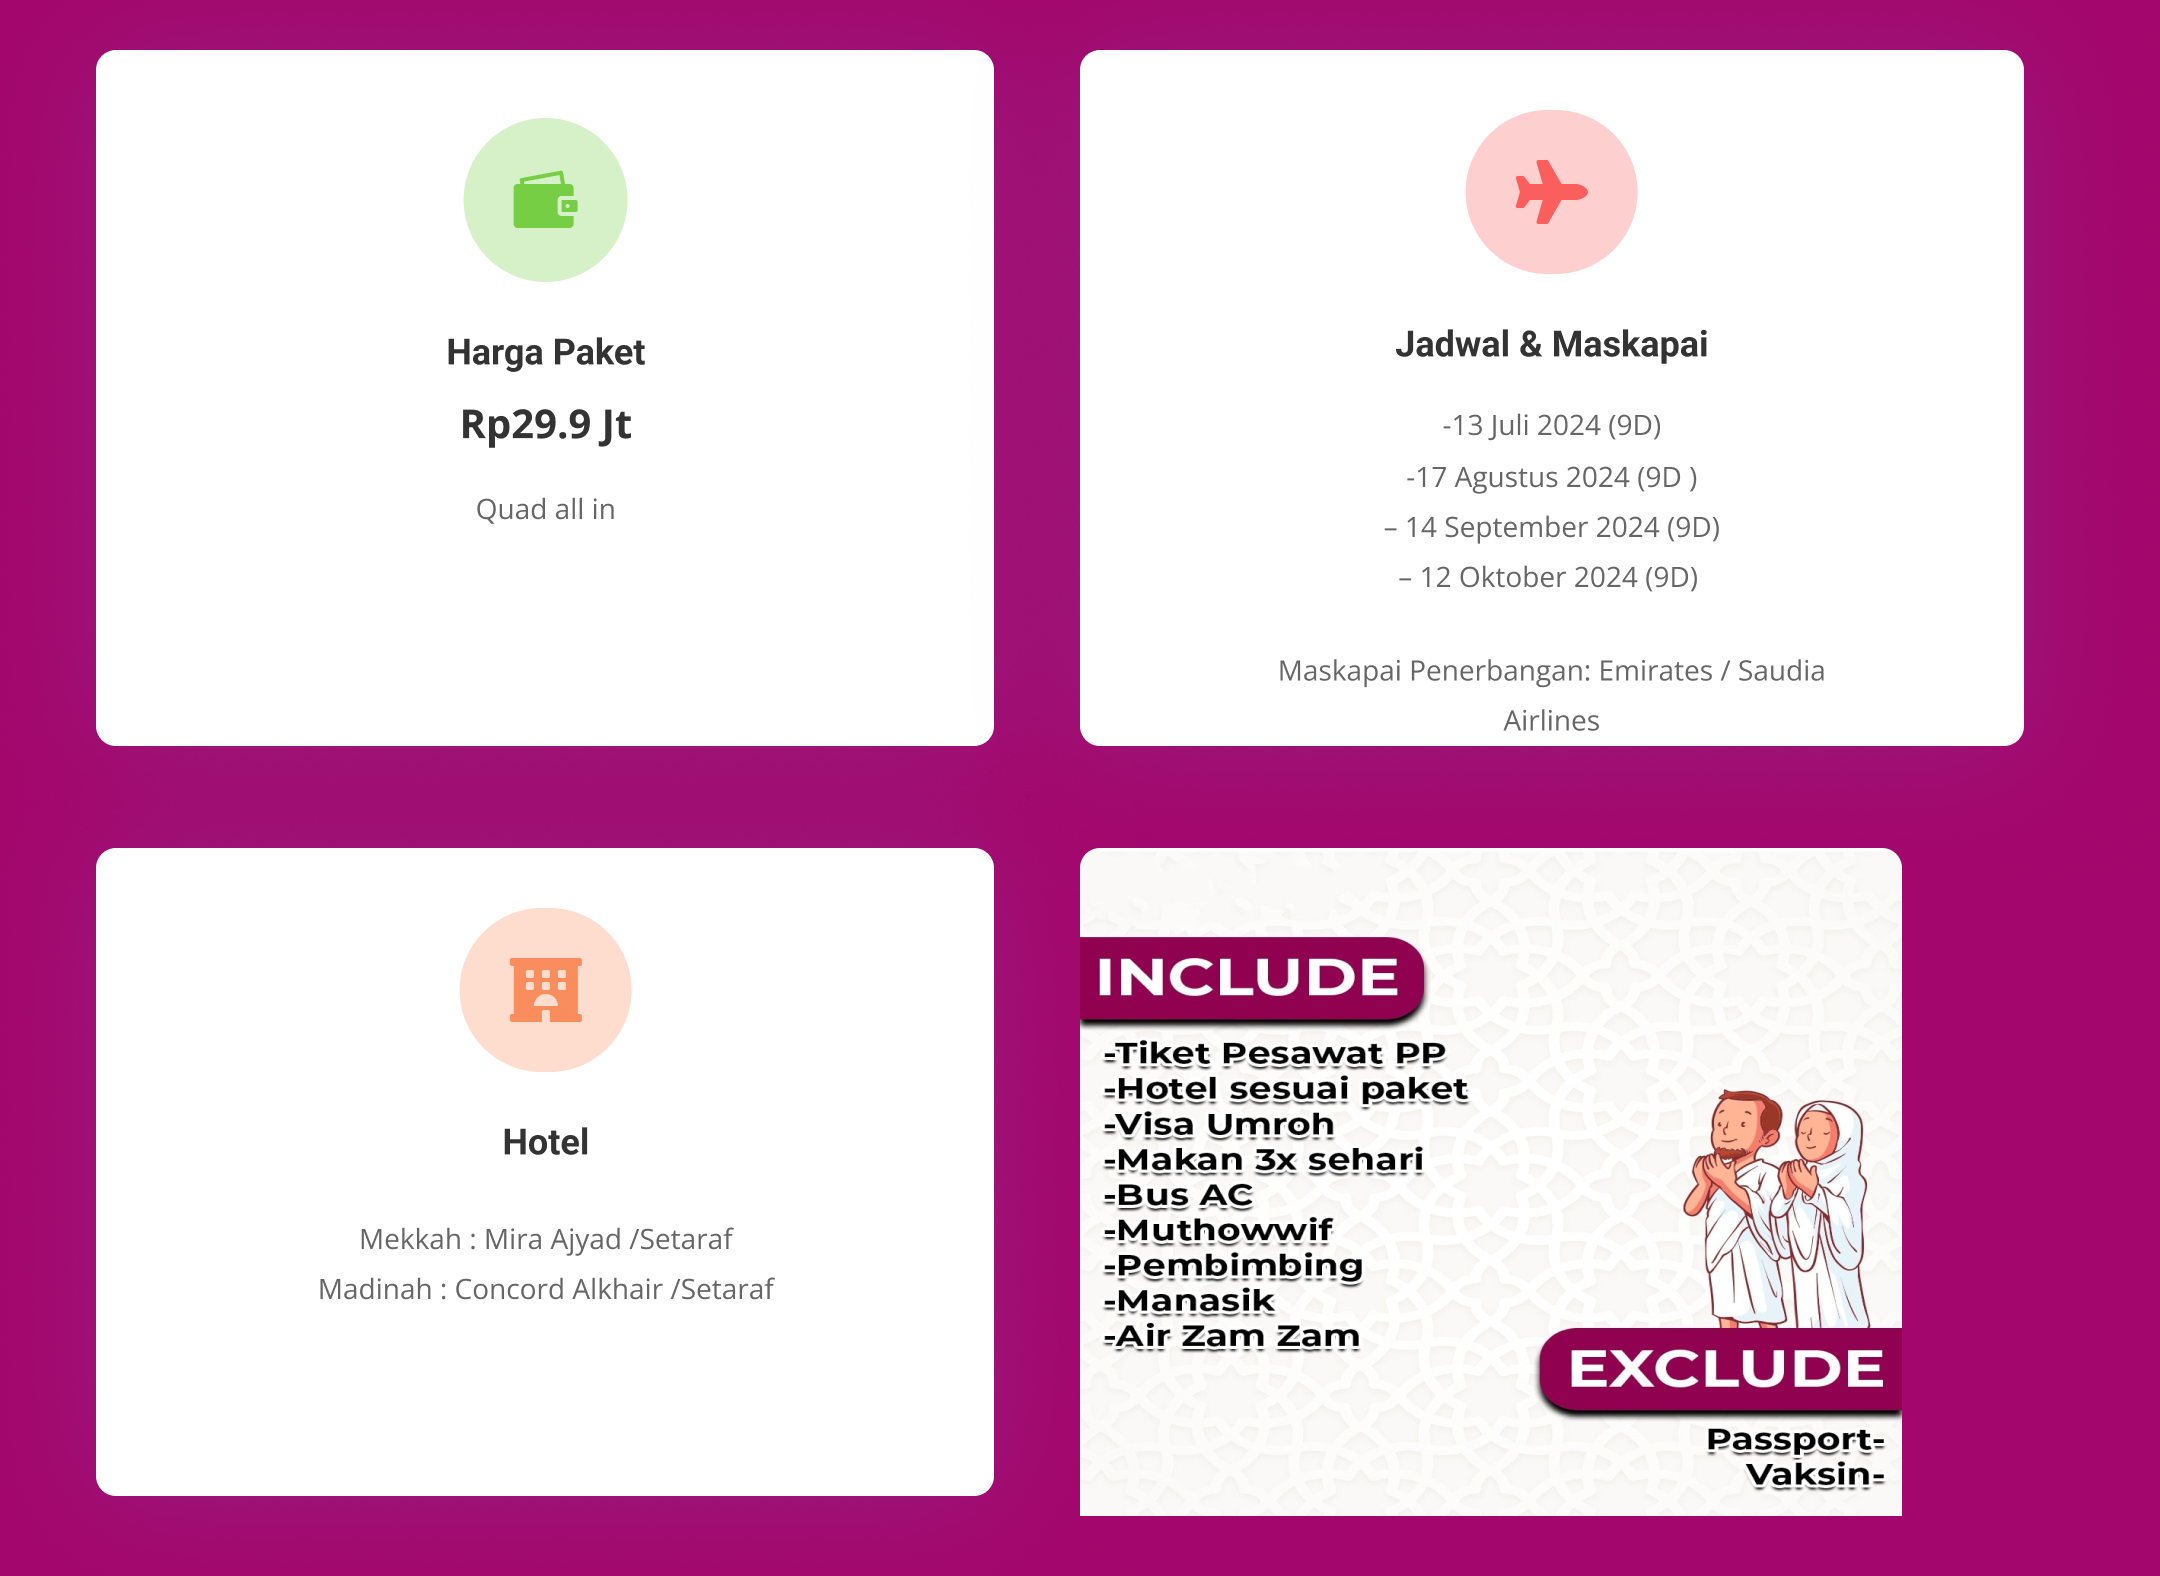 Harga Paket
Rp29.9 Jt
Quad all in
Jadwal & Maskapai
-13 Juli 2024 (9D)
-17 Agustus 2024 (9D )
– 14 September 2024 (9D)
– 12 Oktober 2024 (9D)
Maskapai Penerbangan: Emirates / Saudia
Airlines
Hotel
Mekkah : Mira Ajyad /Setaraf
Madinah : Concord Alkhair /Setaraf
INCLUDE
-Tiket Pesawat PP
-Hotel sesuai paket
-Visa Umroh
-Makan 3x sehari
-Bus AC
-Muthowwif
-Pembimbing
-Manasik
-Air Zam Zam
EXCLUDE
Passport-
Vaksin-